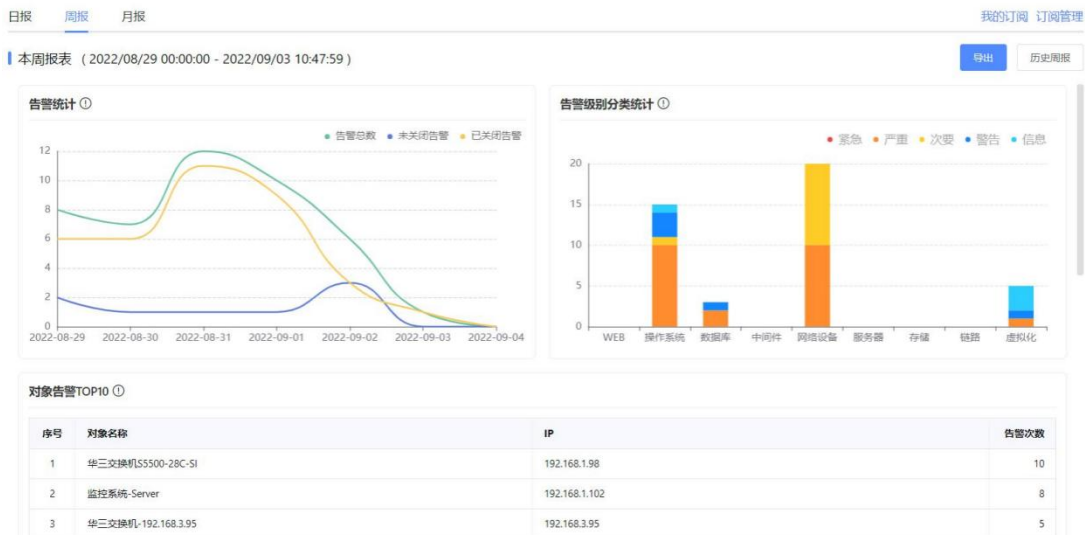 日报 周报 月报 我的订阅 订阅管理
本周报表 ( 2022/08/29 00:00:00 - 2022/09/03 10:47:59 ) 导出 历史周报
告警统计
告警总数 未关闭告警 已关闭告警
12
10
8
6
4
2
0
2022-08-29 2022-08-30 2022-08-31 2022-09-01 2022-09-02 2022-09-03 2022-09-04
告警级别分类统计
紧急 严重 次要 警告 信息
20
15
10
5
0
WEB 操作系统 数据库 中间件 网络设备 服务器 存储 链路 虚拟化
对象告警TOP10
序号 对象名称 IP 告警次数
1 华三交换机S5500-28C-SI 192.168.1.98 10
2 监控系统-Server 192.168.1.102 8
3 华三交换机-192.168.3.95 192.168.3.95 5